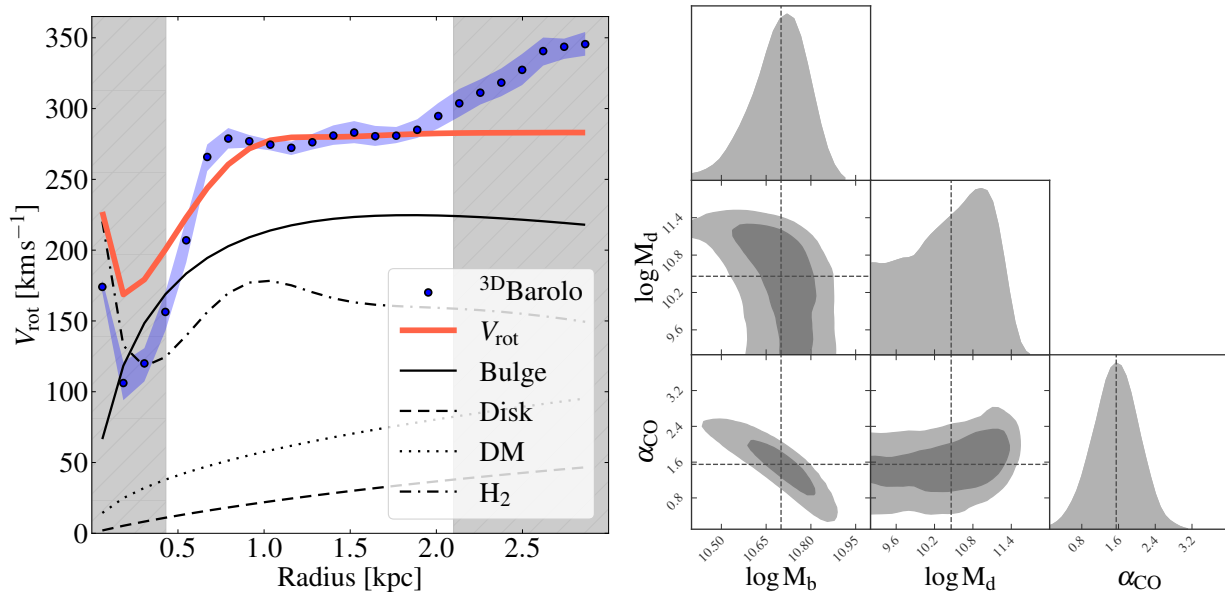 350
300
250
200
150
100
50
0
V_rot [km s⁻¹]
³ᴰBarolo
V_rot
Bulge
Disk
DM
H₂
0.5 1.0 1.5 2.0 2.5
Radius [kpc]
11.4
10.8
10.2
9.6
log M_d
3.2
2.4
1.6
0.8
α_CO
10.50 10.65 10.80 10.95
9.6 10.2 10.8 11.4
0.8 1.6 2.4 3.2
log M_b
log M_d
α_CO